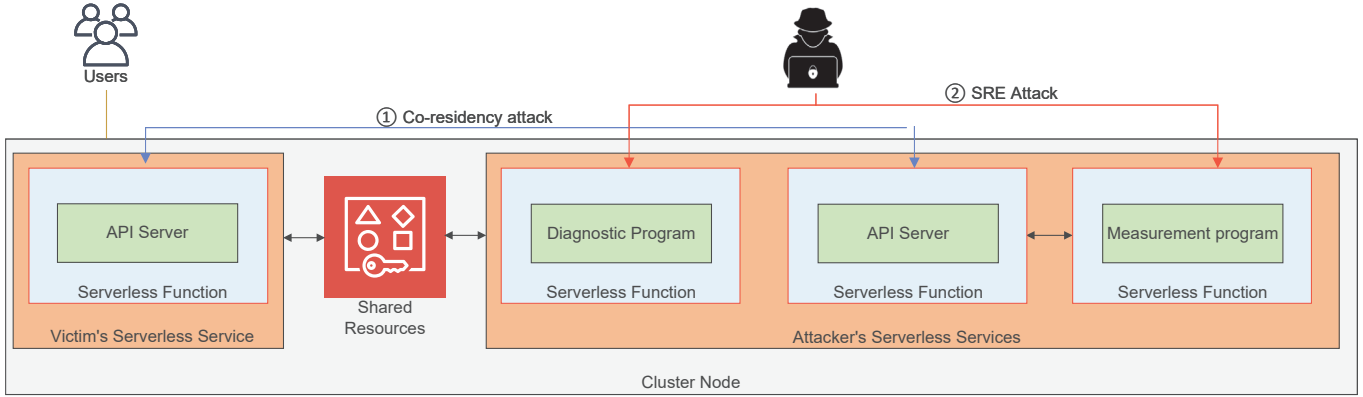 Users
② SRE Attack
① Co-residency attack
API Server
Serverless Function
Victim's Serverless Service
Shared
Resources
Diagnostic Program
Serverless Function
API Server
Serverless Function
Measurement program
Serverless Function
Attacker's Serverless Services
Cluster Node